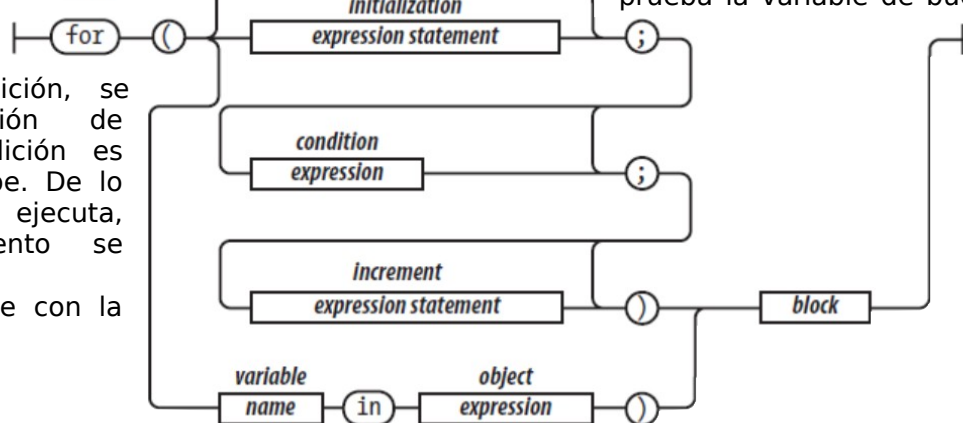 initialization
prueba la variable de
for ( expression statement ;
ición, se
ión de
condition
dición es
expression ;
pe. De lo
ejecuta,
ento se
increment
e con la
expression statement ) block
variable object
name in expression )